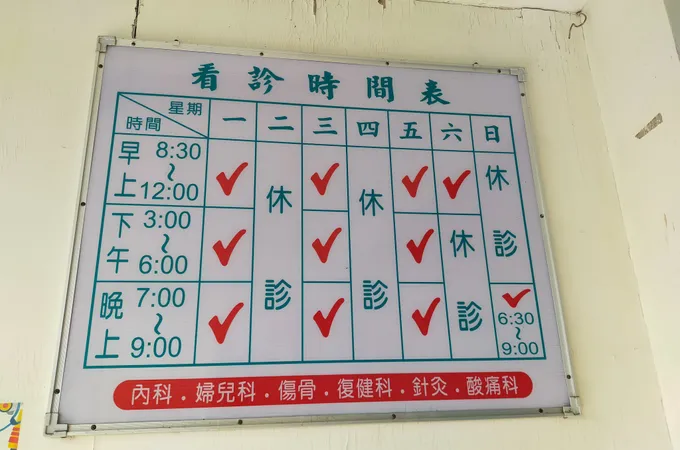 看診時間表
星期 一 二 三 四 五 六 日
時間
早上 8:30~12:00 ✓ 休診 ✓ 休診 ✓ ✓ 休診
下午 3:00~6:00 ✓ ✓ ✓ 休診
晚上 7:00~9:00 ✓ ✓ ✓ ✓ 6:30~9:00
內科.婦兒科.傷骨.復健科.針灸.酸痛科